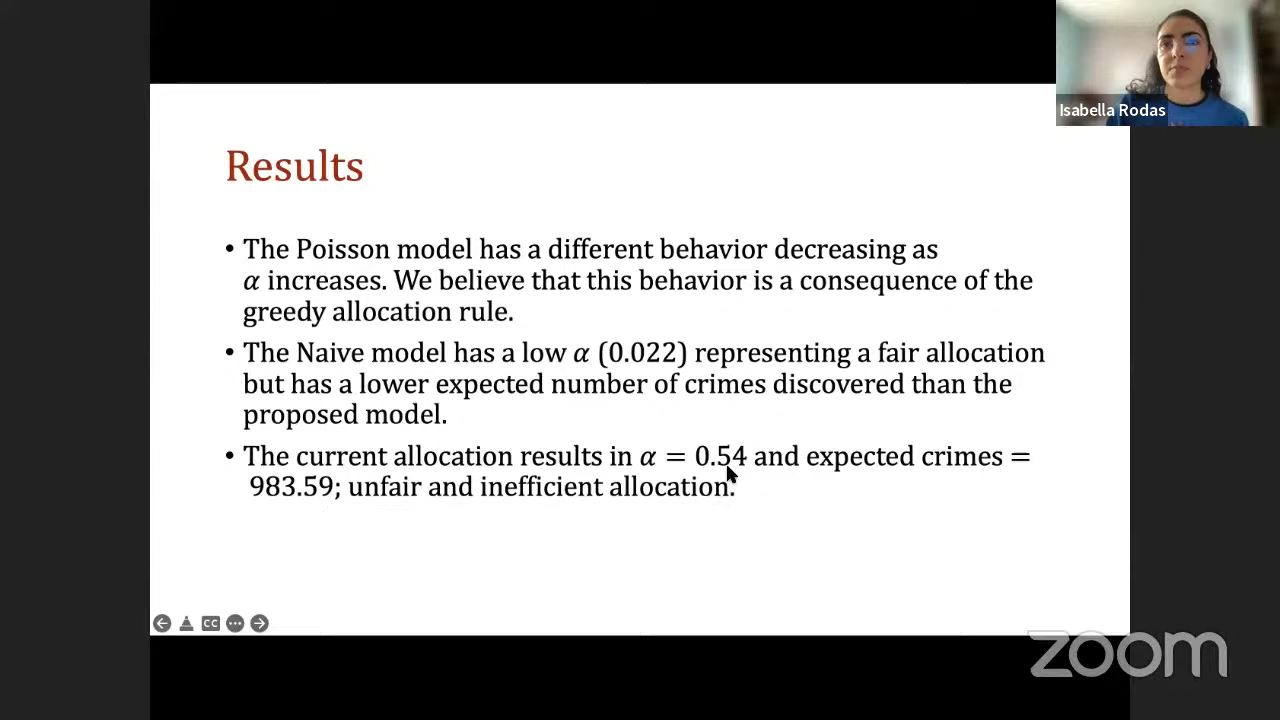 Isabella Rodas
Results
• The Poisson model has a different behavior decreasing as
α increases. We believe that this behavior is a consequence of the
greedy allocation rule.
• The Naive model has a low α (0.022) representing a fair allocation
but has a lower expected number of crimes discovered than the
proposed model.
• The current allocation results in α = 0.54 and expected crimes =
983.59; unfair and inefficient allocation.
CC
zoom